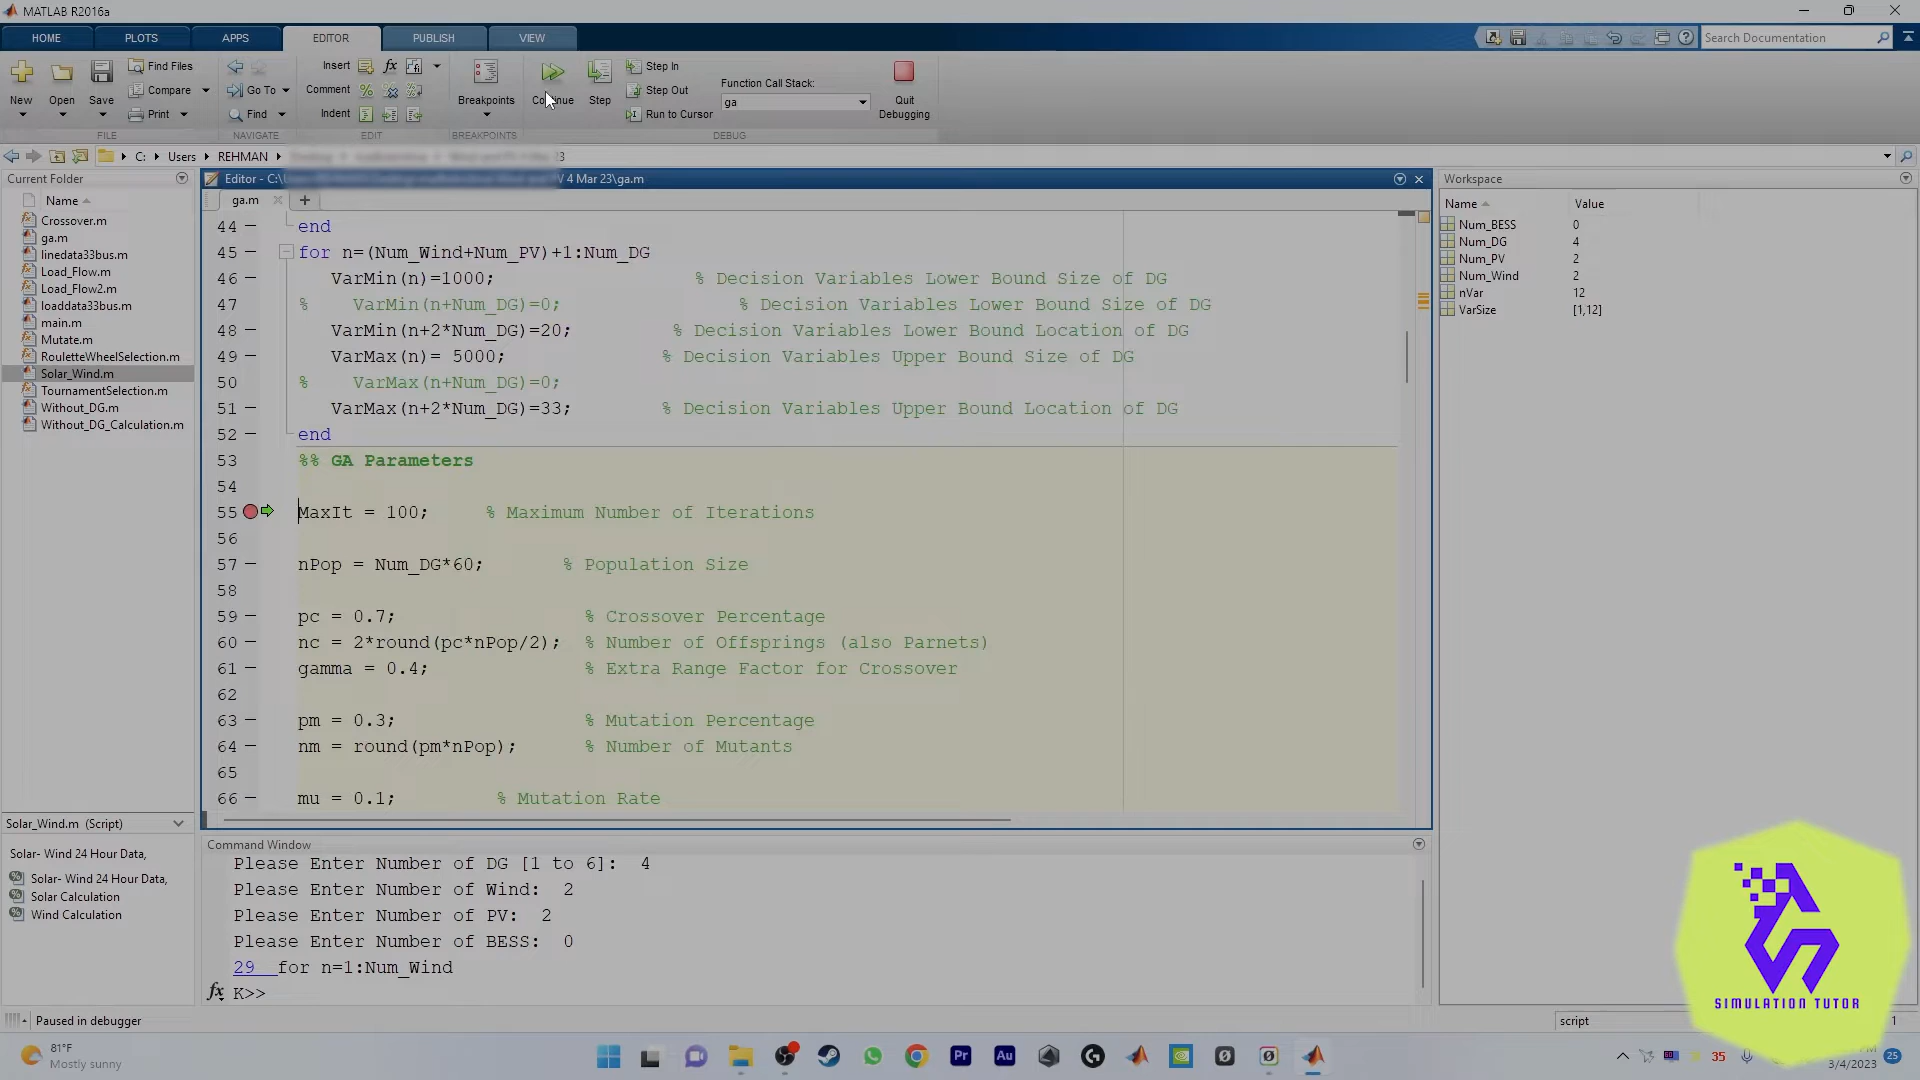 MATLAB R2016a
HOME PLOTS APPS EDITOR PUBLISH VIEW
Search Documentation
New Open Save Find Files Compare Print
Go To Find
Insert Comment Indent
Breakpoints Continue Step
Step In Step Out Run to Cursor
Function Call Stack:
ga
Quit Debugging
FILE NAVIGATE EDIT BREAKPOINTS DEBUG
C: Users REHMAN
Current Folder
Name
Crossover.m
ga.m
linedata33bus.m
Load_Flow.m
Load_Flow2.m
loaddata33bus.m
main.m
Mutate.m
RouletteWheelSelection.m
Solar_Wind.m
TournamentSelection.m
Without_DG.m
Without_DG_Calculation.m
Solar_Wind.m (Script)
Solar- Wind 24 Hour Data,
Solar- Wind 24 Hour Data,
Solar Calculation
Wind Calculation
Editor - C:\ 4 Mar 23\ga.m
ga.m
44 end
45 for n=(Num_Wind+Num_PV)+1:Num_DG
46 VarMin(n)=1000; % Decision Variables Lower Bound Size of DG
47 % VarMin(n+Num_DG)=0; % Decision Variables Lower Bound Size of DG
48 VarMin(n+2*Num_DG)=20; % Decision Variables Lower Bound Location of DG
49 VarMax(n)= 5000; % Decision Variables Upper Bound Size of DG
50 % VarMax(n+Num_DG)=0;
51 VarMax(n+2*Num_DG)=33; % Decision Variables Upper Bound Location of DG
52 end
53 %% GA Parameters
54
55 MaxIt = 100; % Maximum Number of Iterations
56
57 nPop = Num_DG*60; % Population Size
58
59 pc = 0.7; % Crossover Percentage
60 nc = 2*round(pc*nPop/2); % Number of Offsprings (also Parnets)
61 gamma = 0.4; % Extra Range Factor for Crossover
62
63 pm = 0.3; % Mutation Percentage
64 nm = round(pm*nPop); % Number of Mutants
65
66 mu = 0.1; % Mutation Rate
Command Window
Please Enter Number of DG [1 to 6]: 4
Please Enter Number of Wind: 2
Please Enter Number of PV: 2
Please Enter Number of BESS: 0
29 for n=1:Num_Wind
fx K>>
Workspace
Name Value
Num_BESS 0
Num_DG 4
Num_PV 2
Num_Wind 2
nVar 12
VarSize [1,12]
SIMULATION TUTOR
Paused in debugger
script
81°F
Mostly sunny
Pr Au
35
3/4/2023
25